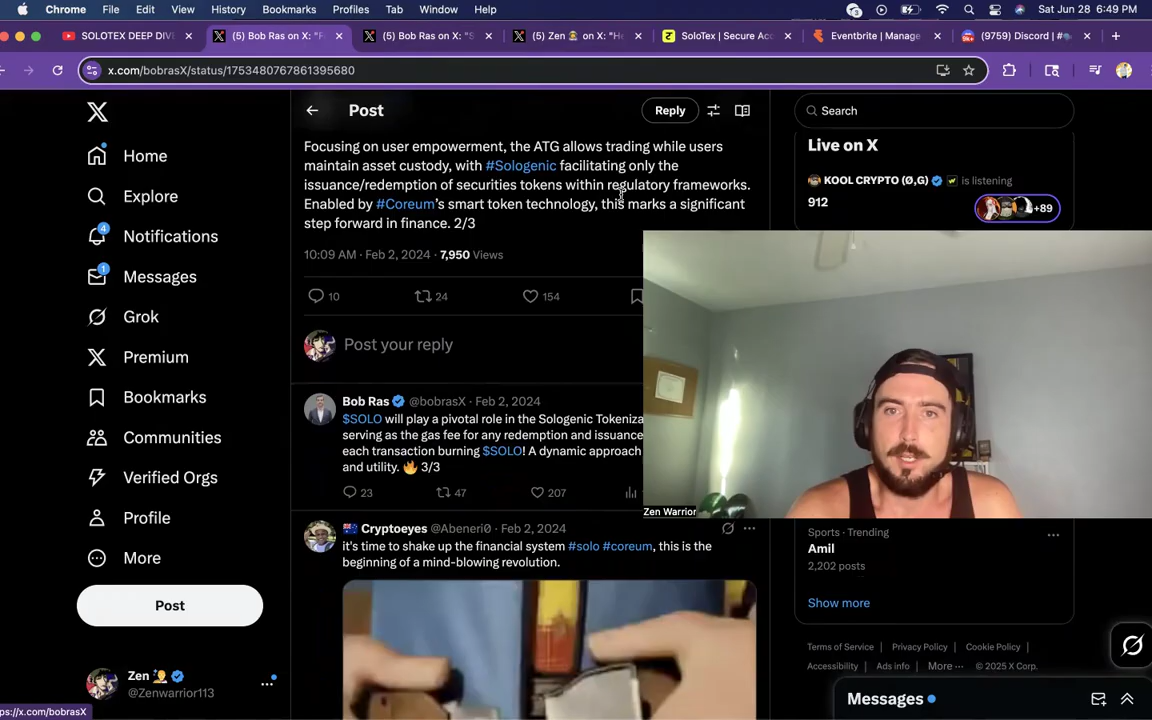 Chrome File Edit View History Bookmarks Profiles Tab Window Help
3
Sat Jun 28 6:49 PM
SOLOTEX DEEP DIV
(5) Bob Ras on X:
(5) Bob Ras on X: "S
(5) Zen on X: "He
SoloTex | Secure Acc
Eventbrite | Manage
(9759) Discord | #
x.com/bobrasX/status/1753480767861395680
Home
Explore
4
Notifications
1
Messages
Grok
Premium
Bookmarks
Communities
Verified Orgs
Profile
More
Post
Zen
@Zenwarrior113
ps://x.com/bobrasX
Post
Reply
Focusing on user empowerment, the ATG allows trading while users
maintain asset custody, with #Sologenic facilitating only the
issuance/redemption of securities tokens within regulatory frameworks.
Enabled by #Coreum's smart token technology, this marks a significant
step forward in finance. 2/3
10:09 AM · Feb 2, 2024 · 7,950 Views
10 24 154
Post your reply
Bob Ras @bobrasX · Feb 2, 2024
$SOLO will play a pivotal role in the Sologenic Tokeniza
serving as the gas fee for any redemption and issuance
each transaction burning $SOLO! A dynamic approach
and utility. 🔥 3/3
23 47 207
Cryptoeyes @Abeneri0 · Feb 2, 2024
it's time to shake up the financial system #solo #coreum, this is the
beginning of a mind-blowing revolution.
Search
Live on X
KOOL CRYPTO (Ø,G) is listening
912
+89
Zen Warrior
Sports · Trending
Amil
2,202 posts
Show more
Terms of Service | Privacy Policy | Cookie Policy |
Accessibility | Ads info | More ··· © 2025 X Corp.
Messages